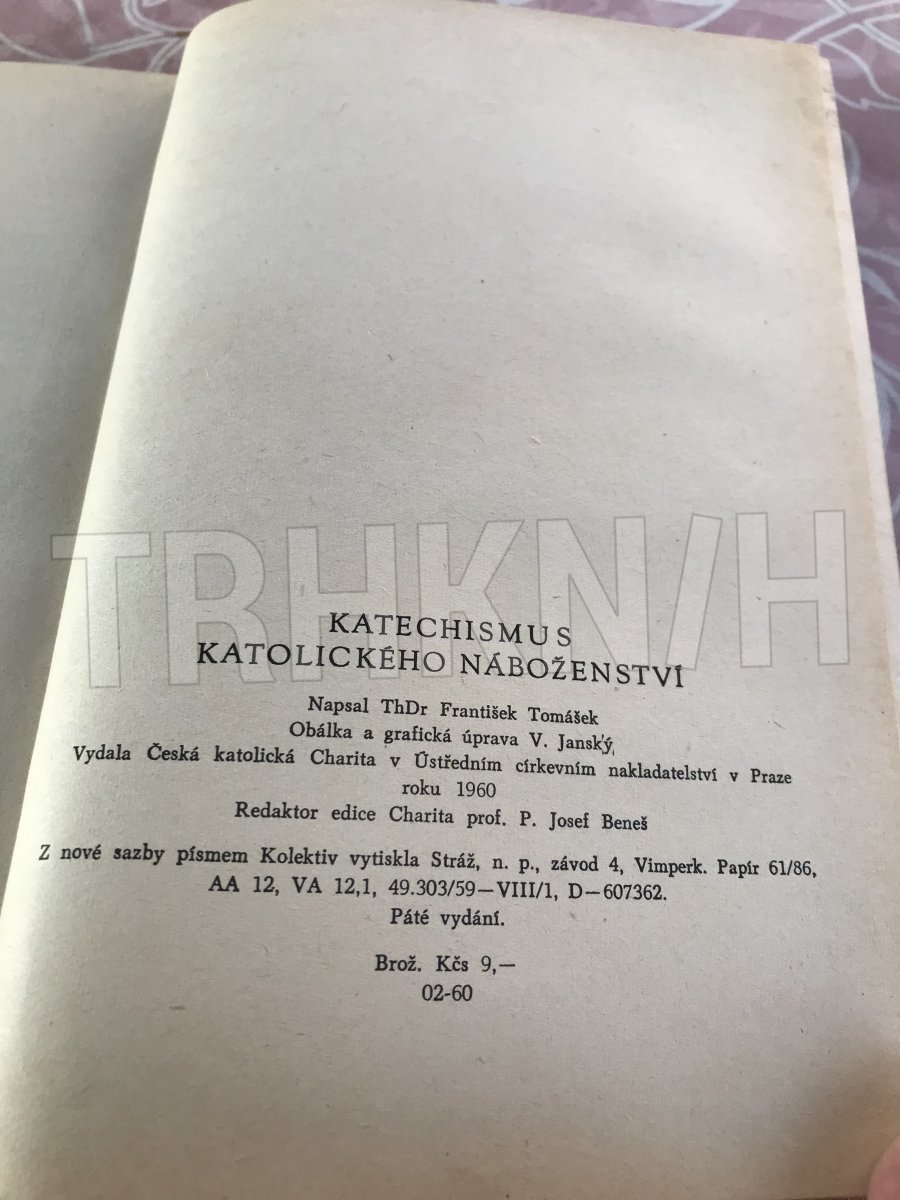 TRHKN/H
KATECHISMUS
KATOLICKÉHO NÁBOŽENSTVÍ
Napsal ThDr František Tomášek
Obálka a grafická úprava V. Janský,
Vydala Česká katolická Charita v Ústředním církevním nakladatelství v Praze
roku 1960
Redaktor edice Charita prof. P. Josef Beneš
Z nové sazby písmem Kolektiv vytiskla Stráž, n. p., závod 4, Vimperk. Papír 61/86,
AA 12, VA 12,1, 49.303/59—VIII/1, D—607362.
Páté vydání.
Brož. Kčs 9,—
02-60